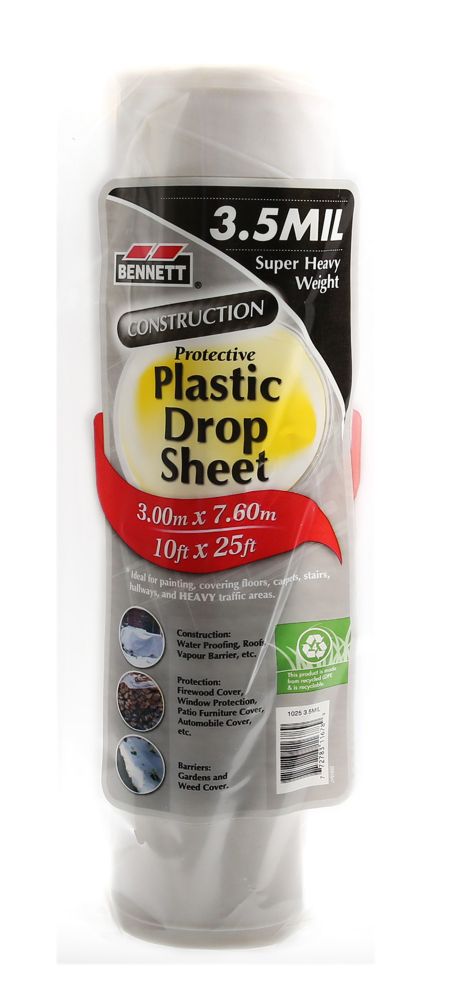 3.5MIL
Super Heavy
Weight
BENNETT
®
CONSTRUCTION
Protective
Plastic
Drop
Sheet
3.00m x 7.60m
10ft x 25ft
* Ideal for painting, covering floors, carpets, stairs,
hallways, and HEAVY traffic areas.
Construction:
Water Proofing, Roofs,
Vapour Barrier, etc.
Protection:
Firewood Cover,
Window Protection,
Patio Furniture Cover,
Automobile Cover,
etc.
Barriers:
Gardens and
Weed Cover.
4
This product is made
from recycled LDPE
& is recyclable.
1025 3.5MIL